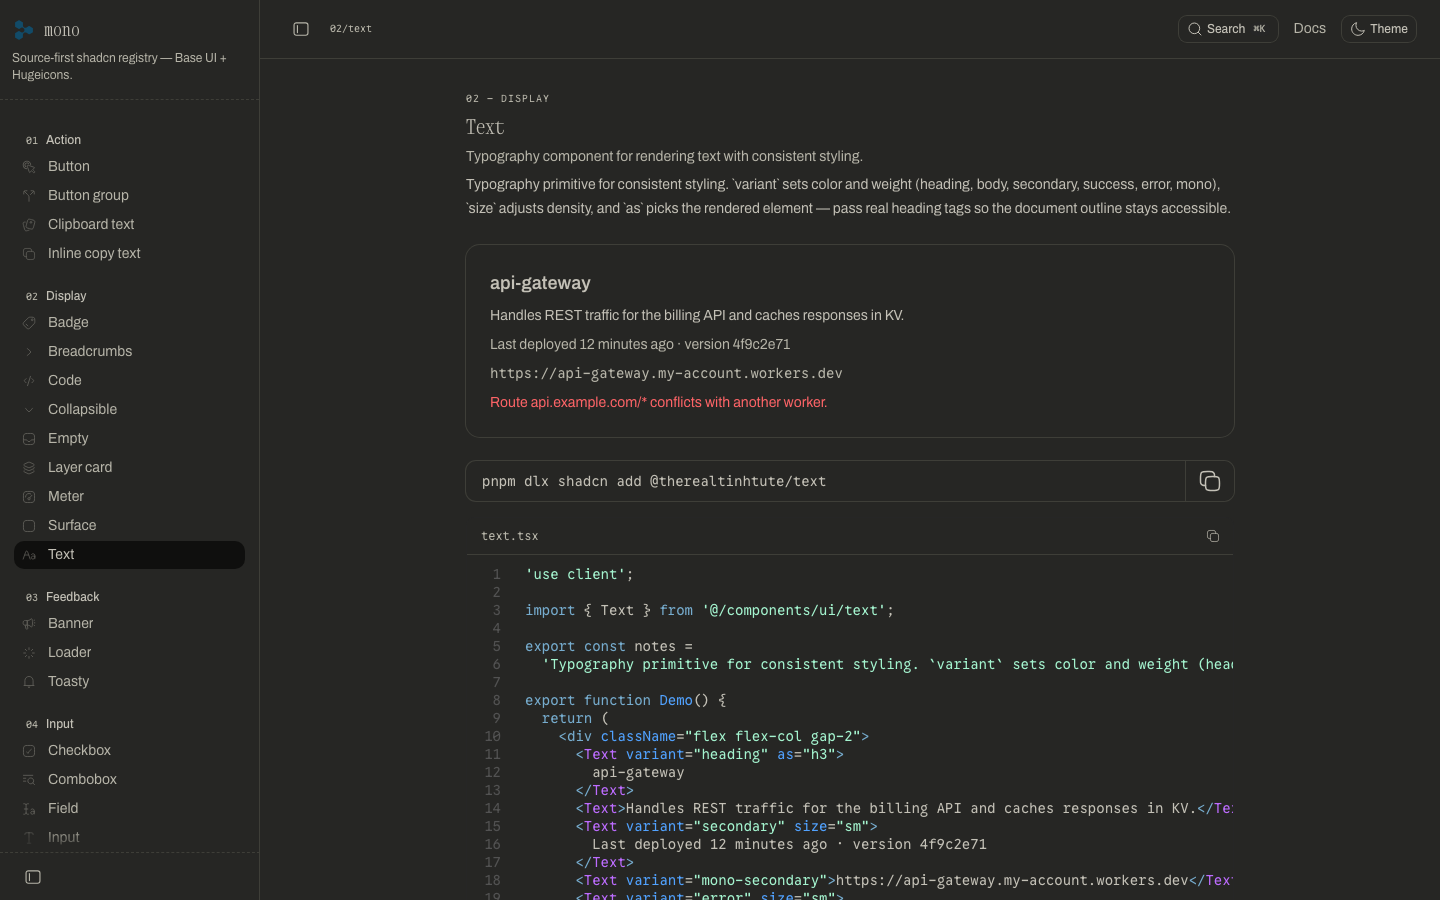 mono
Source-first shadcn registry — Base UI + Hugeicons.
01 Action
Button
Button group
Clipboard text
Inline copy text
02 Display
Badge
Breadcrumbs
Code
Collapsible
Empty
Layer card
Meter
Surface
Text
03 Feedback
Banner
Loader
Toasty
04 Input
Checkbox
Combobox
Field
Input
02/text
Search ⌘K
Docs
Theme
02 — DISPLAY
Text
Typography component for rendering text with consistent styling.
Typography primitive for consistent styling. `variant` sets color and weight (heading, body, secondary, success, error, mono),
`size` adjusts density, and `as` picks the rendered element — pass real heading tags so the document outline stays accessible.
api-gateway
Handles REST traffic for the billing API and caches responses in KV.
Last deployed 12 minutes ago · version 4f9c2e71
https://api-gateway.my-account.workers.dev
Route api.example.com/* conflicts with another worker.
pnpm dlx shadcn add @therealtinhtute/text
text.tsx
1 'use client';
2
3 import { Text } from '@/components/ui/text';
4
5 export const notes =
6 'Typography primitive for consistent styling. `variant` sets color and weight (head
7
8 export function Demo() {
9 return (
10 <div className="flex flex-col gap-2">
11 <Text variant="heading" as="h3">
12 api-gateway
13 </Text>
14 <Text>Handles REST traffic for the billing API and caches responses in KV.</Te
15 <Text variant="secondary" size="sm">
16 Last deployed 12 minutes ago · version 4f9c2e71
17 </Text>
18 <Text variant="mono-secondary">https://api-gateway.my-account.workers.dev</Text
19 <Text variant="error" size="sm">